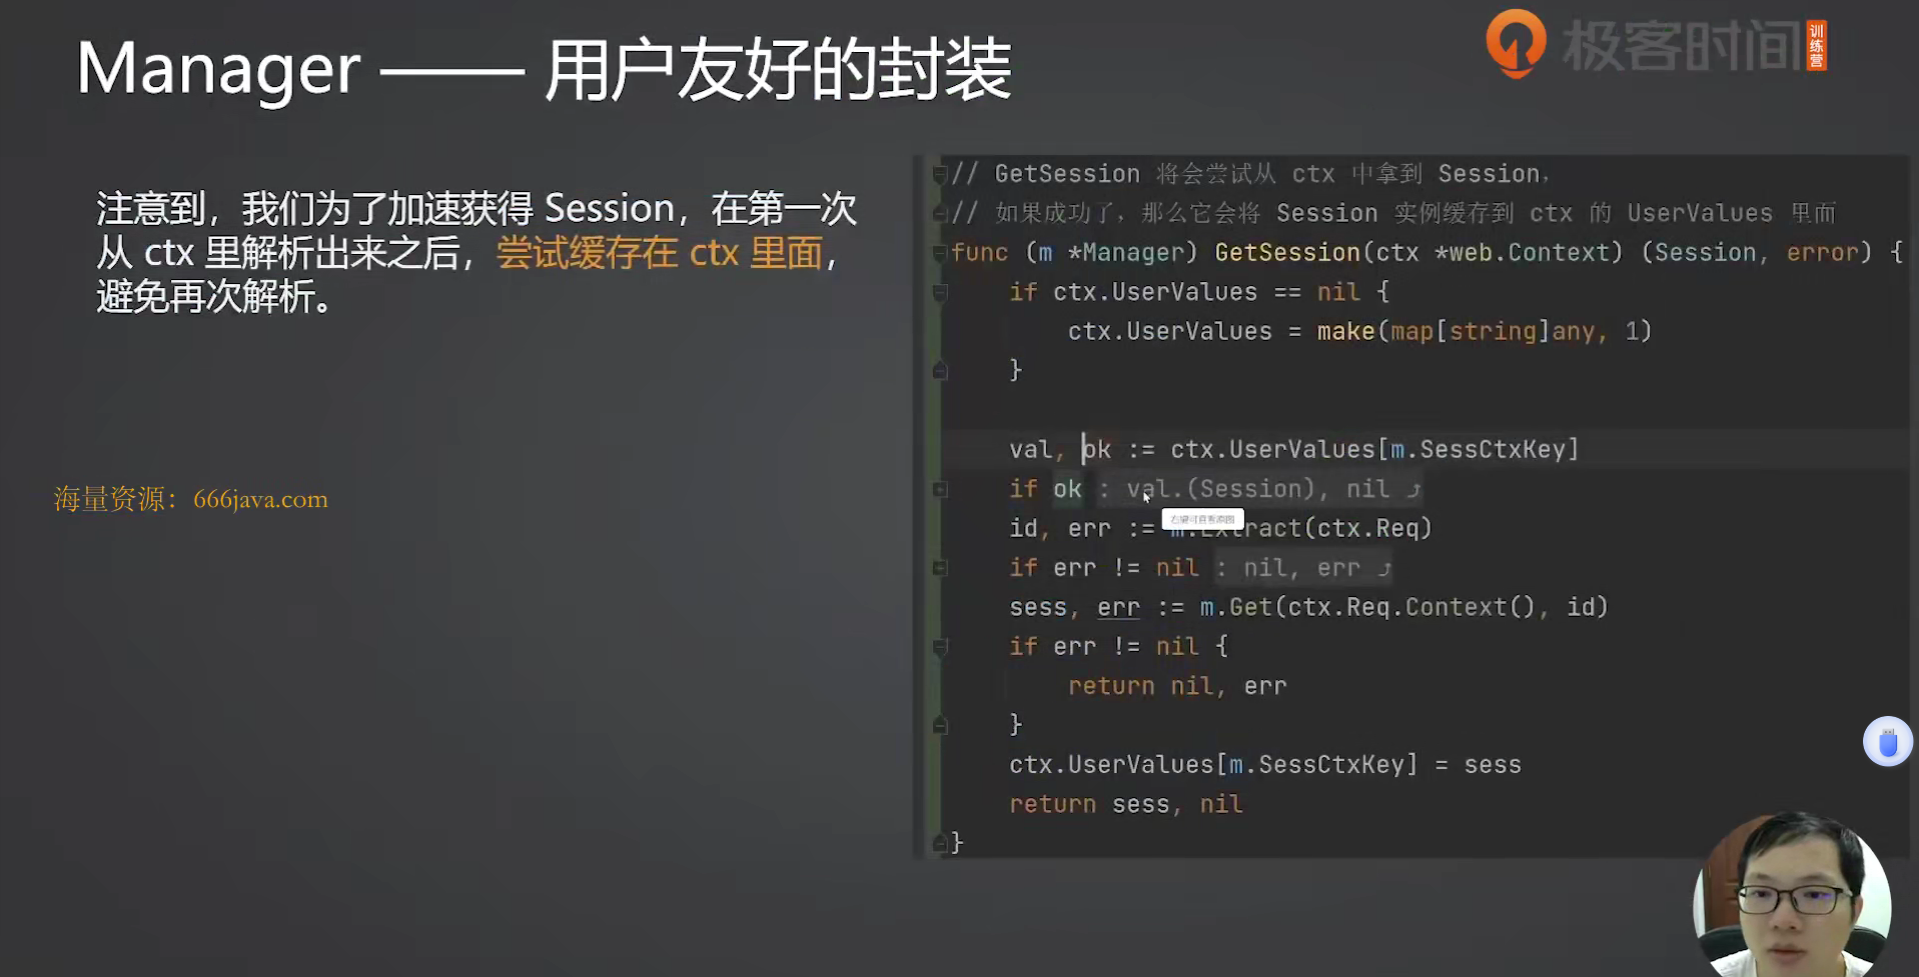 Manager —— 用户友好的封装
极客时间
训练营
注意到，我们为了加速获得 Session，在第一次
从 ctx 里解析出来之后，尝试缓存在 ctx 里面，
避免再次解析。
海量资源：666java.com
// GetSession 将会尝试从 ctx 中拿到 Session,
// 如果成功了，那么它会将 Session 实例缓存到 ctx 的 UserValues 里面
func (m *Manager) GetSession(ctx *web.Context) (Session, error) {
if ctx.UserValues == nil {
ctx.UserValues = make(map[string]any, 1)
}
val, ok := ctx.UserValues[m.SessCtxKey]
if ok : val.(Session), nil
右键可查看原图
id, err := m.Extract(ctx.Req)
if err != nil : nil, err
sess, err := m.Get(ctx.Req.Context(), id)
if err != nil {
return nil, err
}
ctx.UserValues[m.SessCtxKey] = sess
return sess, nil
}